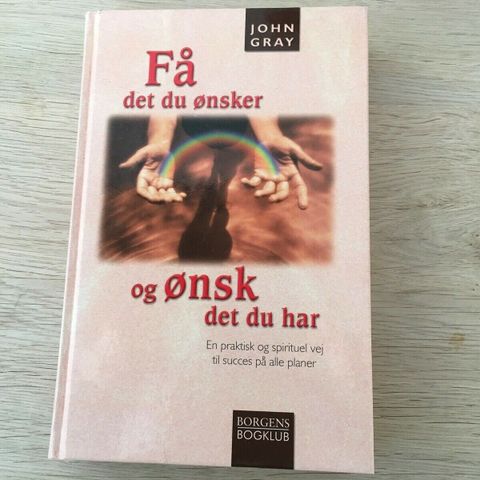 JOHN
GRAY
Få
det du ønsker
og ønsk
det du har
En praktisk og spirituel vej
til succes på alle planer
BORGENS
BOGKLUB